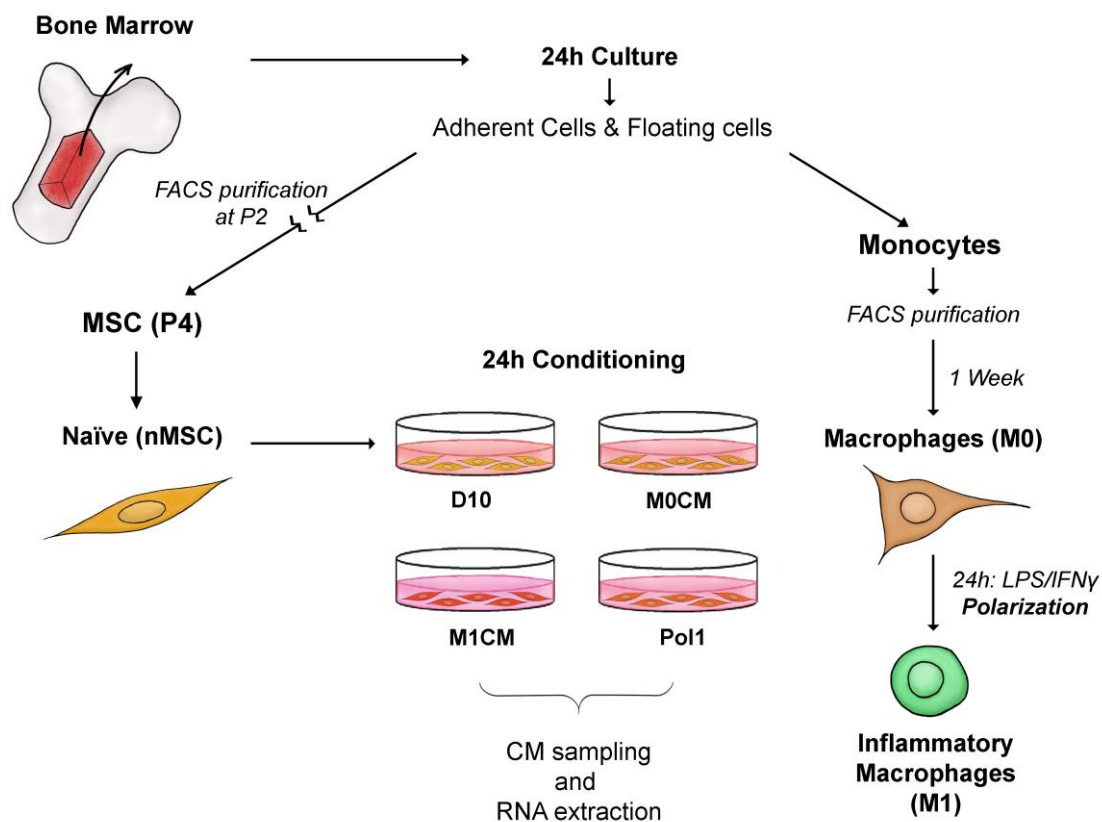 Bone Marrow
24h Culture
Adherent Cells & Floating cells
FACS purification
at P2
MSC (P4)
Naïve (nMSC)
24h Conditioning
D10
M0CM
M1CM
Pol1
CM sampling
and
RNA extraction
Monocytes
FACS purification
1 Week
Macrophages (M0)
24h: LPS/IFNγ
Polarization
Inflammatory
Macrophages
(M1)